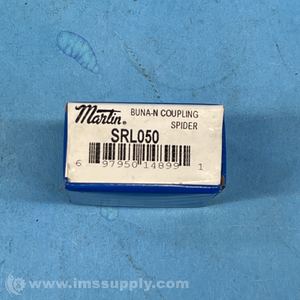 Martin®
BUNA-N COUPLING
SPIDER
SRL050
6 97950 14899 1
© www.imssupply.com